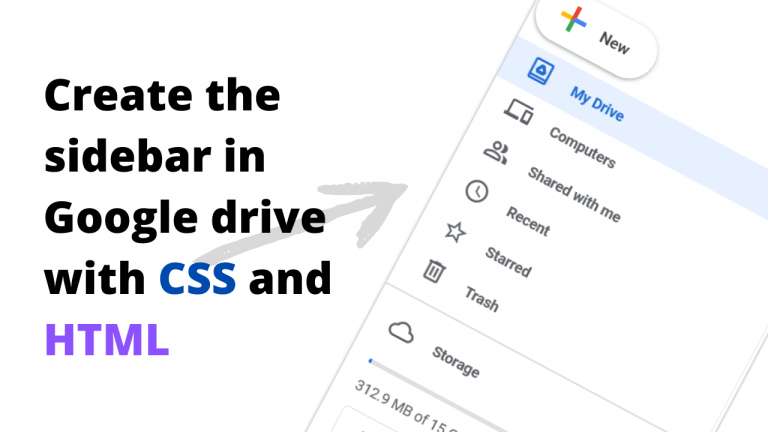 Create the
sidebar in
Google drive
with CSS and
HTML
New
My Drive
Computers
Shared with me
Recent
Starred
Trash
Storage
312.9 MB of 15.